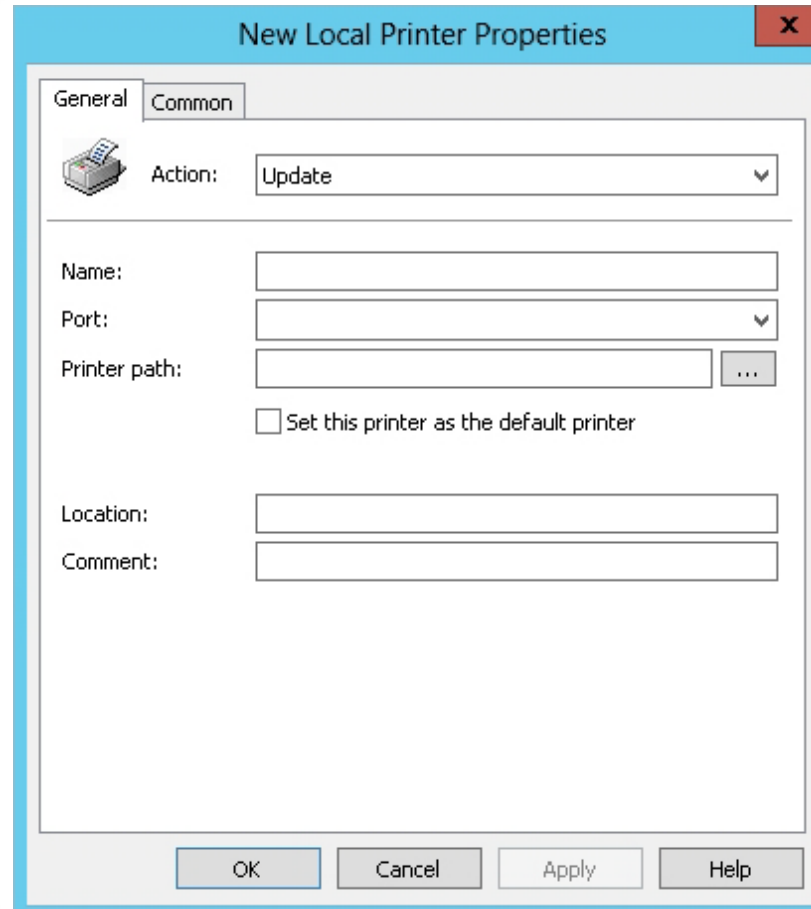 New Local Printer Properties
x
General Common
Action: Update
Name:
Port:
Printer path: ...
Set this printer as the default printer
Location:
Comment:
OK Cancel Apply Help